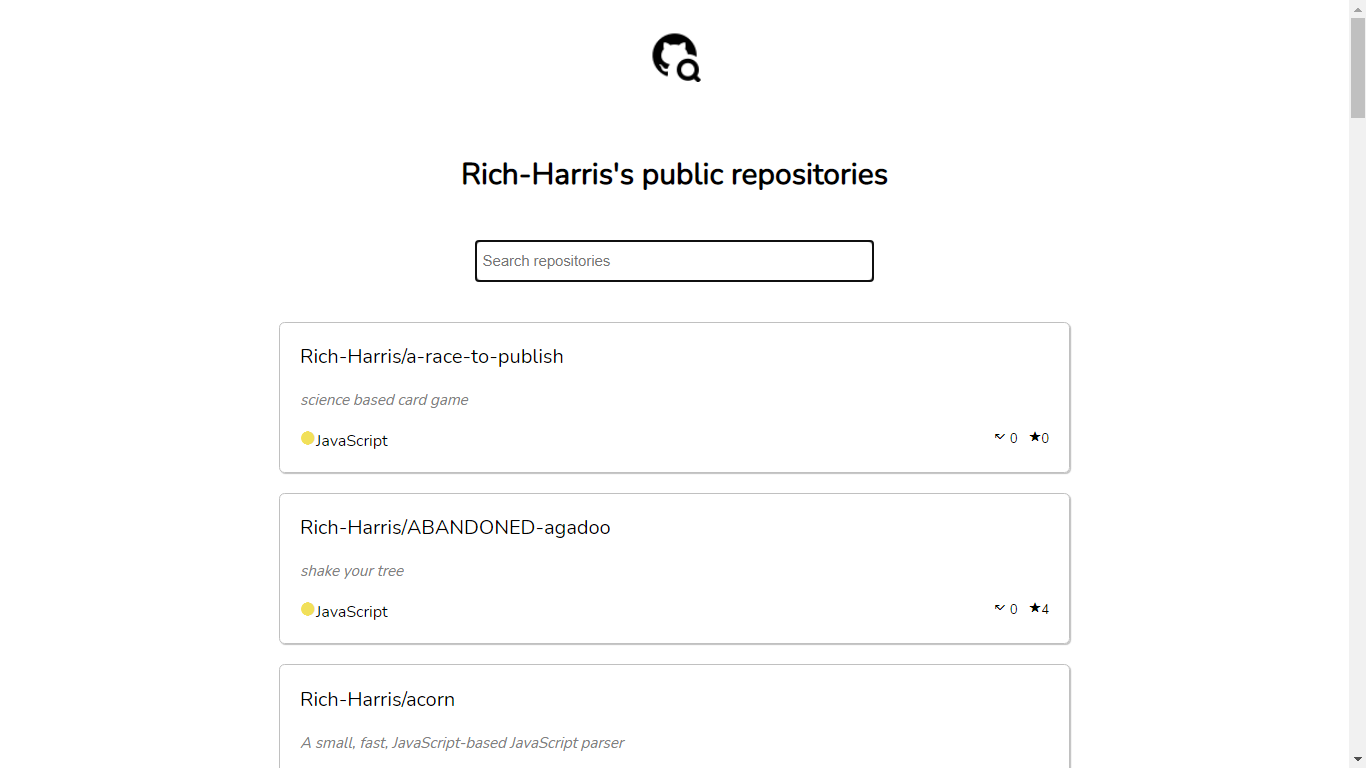 Rich-Harris's public repositories
Search repositories
Rich-Harris/a-race-to-publish
science based card game
JavaScript
0 ★0
Rich-Harris/ABANDONED-agadoo
shake your tree
JavaScript
0 ★4
Rich-Harris/acorn
A small, fast, JavaScript-based JavaScript parser